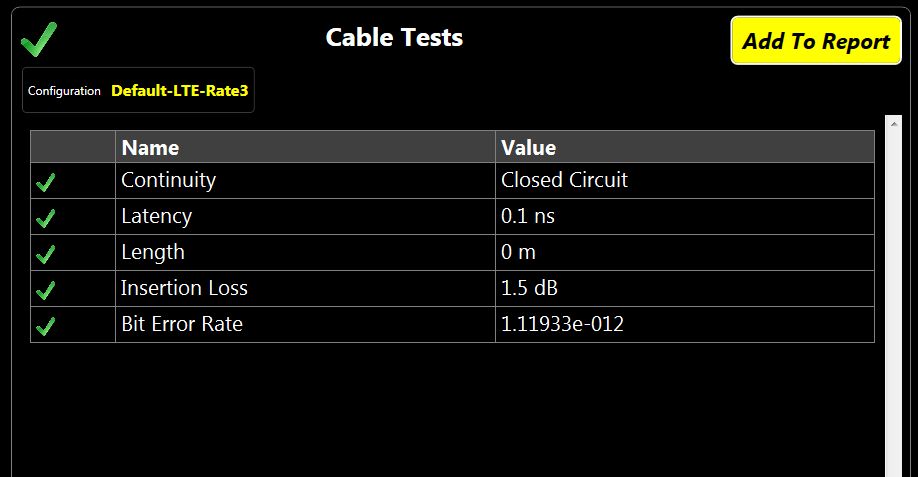 Cable Tests
Add To Report
Configuration Default-LTE-Rate3
Name Value
Continuity Closed Circuit
Latency 0.1 ns
Length 0 m
Insertion Loss 1.5 dB
Bit Error Rate 1.11933e-012